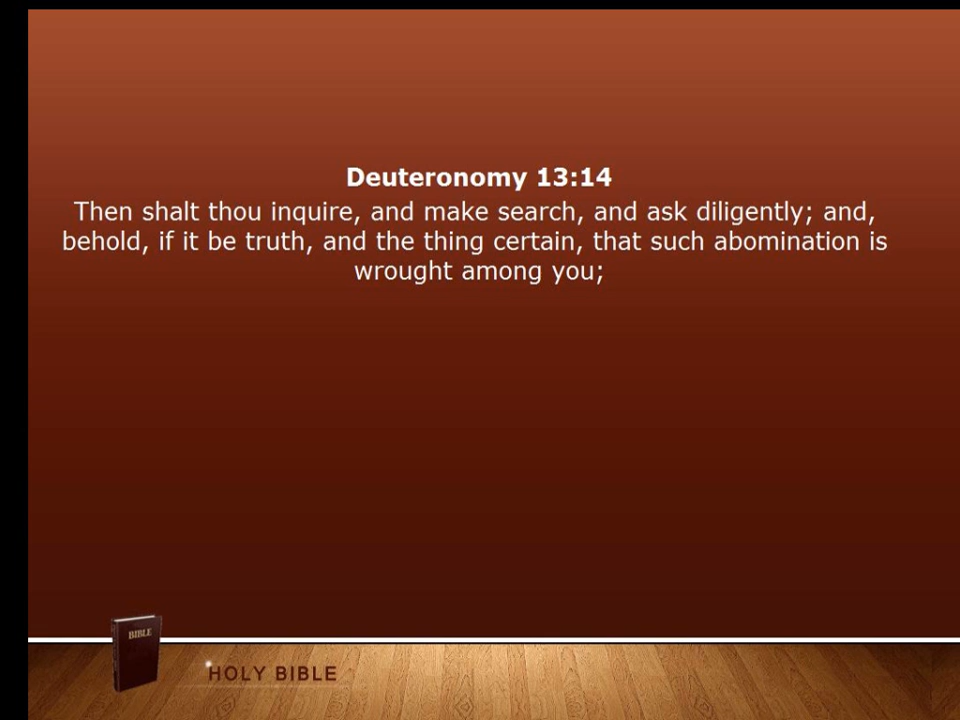 Deuteronomy 13:14
Then shalt thou inquire, and make search, and ask diligently; and,
behold, if it be truth, and the thing certain, that such abomination is
wrought among you;
BIBLE
HOLY BIBLE